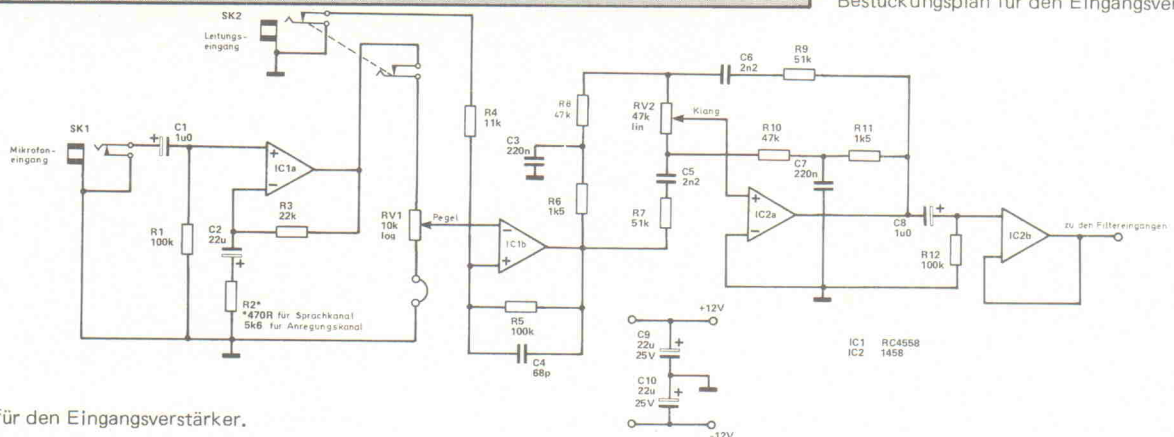 Bestückungsplan für den Eingangsver
SK2
Leitungs-
eingang
SK1
Mikrofon-
eingang
C1
1u0
R1
100k
C2
22u
IC1a
R3
22k
R2*
*470R für Sprachkanal
5k6 für Anregungskanal
RV1
10k
log
Pegel
R4
11k
IC1b
R5
100k
C4
68p
C3
220n
R8
47k
R6
1k5
RV2
47k
lin
Klang
C6
2n2
R9
51k
C5
2n2
R7
51k
R10
47k
R11
1k5
C7
220n
IC2a
C8
1u0
R12
100k
IC2b
zu den Filtereingängen
+12V
C9
22u
25V
C10
22u
25V
-12V
IC1 RC4558
IC2 1458
für den Eingangsverstärker.